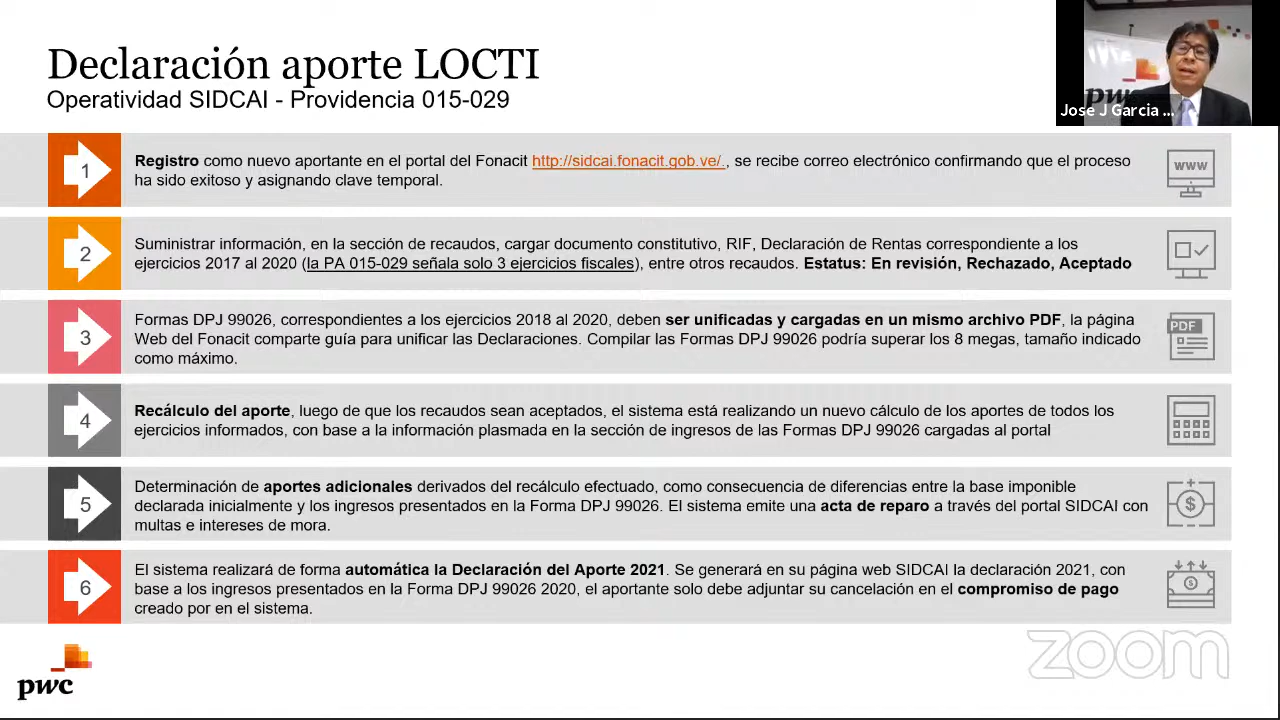 Declaración aporte LOCTI
Operatividad SIDCAI - Providencia 015-029
pwc
Jose J Garcia ...
1
Registro como nuevo aportante en el portal del Fonacit http://sidcai.fonacit.gob.ve/., se recibe correo electrónico confirmando que el proceso
ha sido exitoso y asignando clave temporal.
WWW
2
Suministrar información, en la sección de recaudos, cargar documento constitutivo, RIF, Declaración de Rentas correspondiente a los
ejercicios 2017 al 2020 (la PA 015-029 señala solo 3 ejercicios fiscales), entre otros recaudos. Estatus: En revisión, Rechazado, Aceptado
3
Formas DPJ 99026, correspondientes a los ejercicios 2018 al 2020, deben ser unificadas y cargadas en un mismo archivo PDF, la página
Web del Fonacit comparte guía para unificar las Declaraciones. Compilar las Formas DPJ 99026 podría superar los 8 megas, tamaño indicado
como máximo.
PDF
4
Recálculo del aporte, luego de que los recaudos sean aceptados, el sistema está realizando un nuevo cálculo de los aportes de todos los
ejercicios informados, con base a la información plasmada en la sección de ingresos de las Formas DPJ 99026 cargadas al portal
5
Determinación de aportes adicionales derivados del recálculo efectuado, como consecuencia de diferencias entre la base imponible
declarada inicialmente y los ingresos presentados en la Forma DPJ 99026. El sistema emite una acta de reparo a través del portal SIDCAI con
multas e intereses de mora.
$
6
El sistema realizará de forma automática la Declaración del Aporte 2021. Se generará en su página web SIDCAI la declaración 2021, con
base a los ingresos presentados en la Forma DPJ 99026 2020, el aportante solo debe adjuntar su cancelación en el compromiso de pago
creado por en el sistema.
$
pwc
zoom